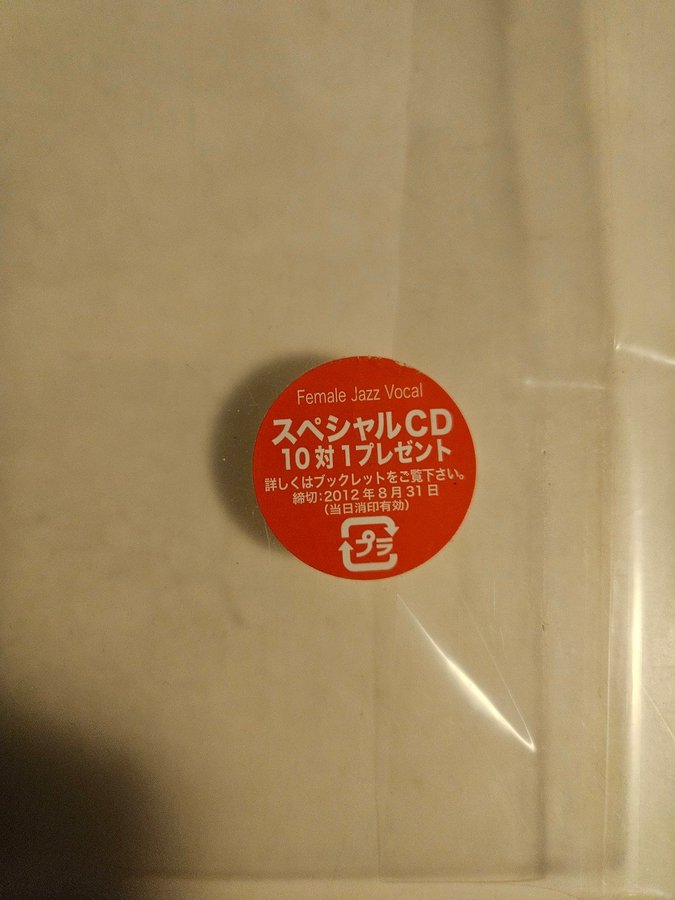 Female Jazz Vocal
スペシャルCD
10対1プレゼント
詳しくはブックレットをご覧下さい。
締切:2012年8月31日
(当日消印有効)
プラ